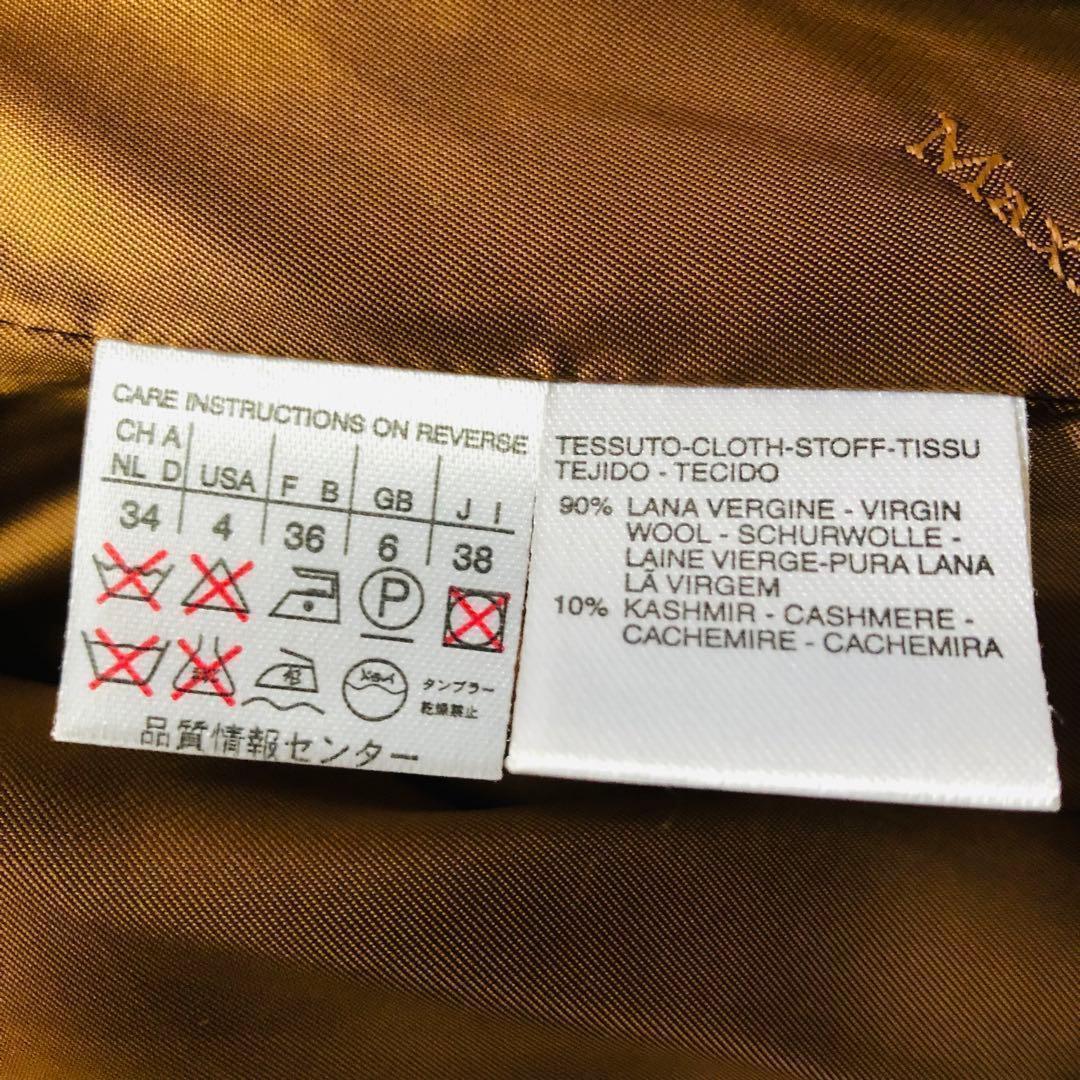 Max
CARE INSTRUCTIONS ON REVERSE
CH A
NL D USA F B GB J I
34 4 36 6 38
P
タンブラー
乾燥禁止
品質情報センター
TESSUTO-CLOTH-STOFF-TISSU
TEJIDO - TECIDO
90% LANA VERGINE - VIRGIN
WOOL - SCHURWOLLE -
LAINE VIERGE-PURA LANA
LÃ VIRGEM
10% KASHMIR - CASHMERE -
CACHEMIRE - CACHEMIRA